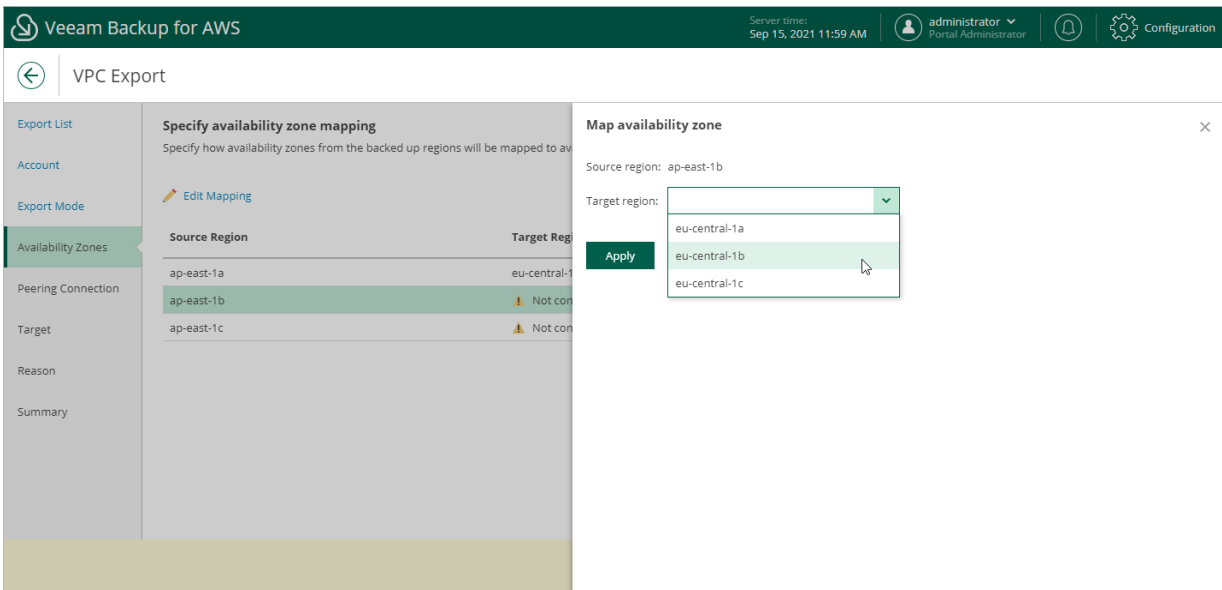 Veeam Backup for AWS
Server time:
Sep 15, 2021 11:59 AM
administrator
Portal Administrator
Configuration
VPC Export
Export List
Account
Export Mode
Availability Zones
Peering Connection
Target
Reason
Summary
Specify availability zone mapping
Specify how availability zones from the backed up regions will be mapped to av
Edit Mapping
Source Region Target Regi
ap-east-1a eu-central-1
ap-east-1b Not con
ap-east-1c Not con
Map availability zone
Source region: ap-east-1b
Target region:
eu-central-1a
eu-central-1b
eu-central-1c
Apply